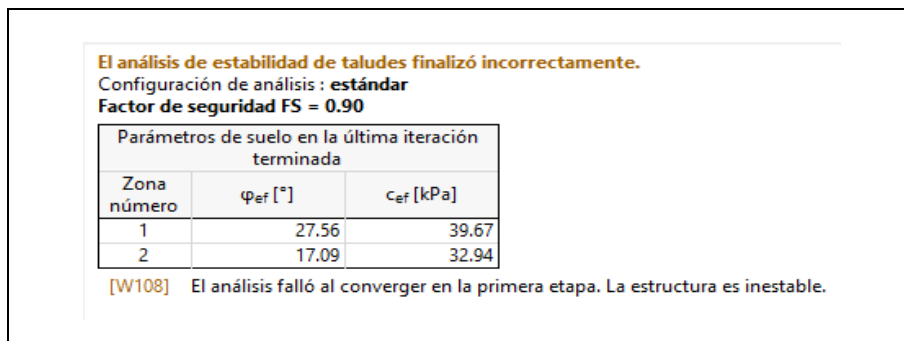 El análisis de estabilidad de taludes finalizó incorrectamente.
Configuración de análisis : estándar
Factor de seguridad FS = 0.90
Parámetros de suelo en la última iteración
terminada
Zona
número φef [°] cef [kPa]
1 27.56 39.67
2 17.09 32.94
[W108] El análisis falló al converger en la primera etapa. La estructura es inestable.